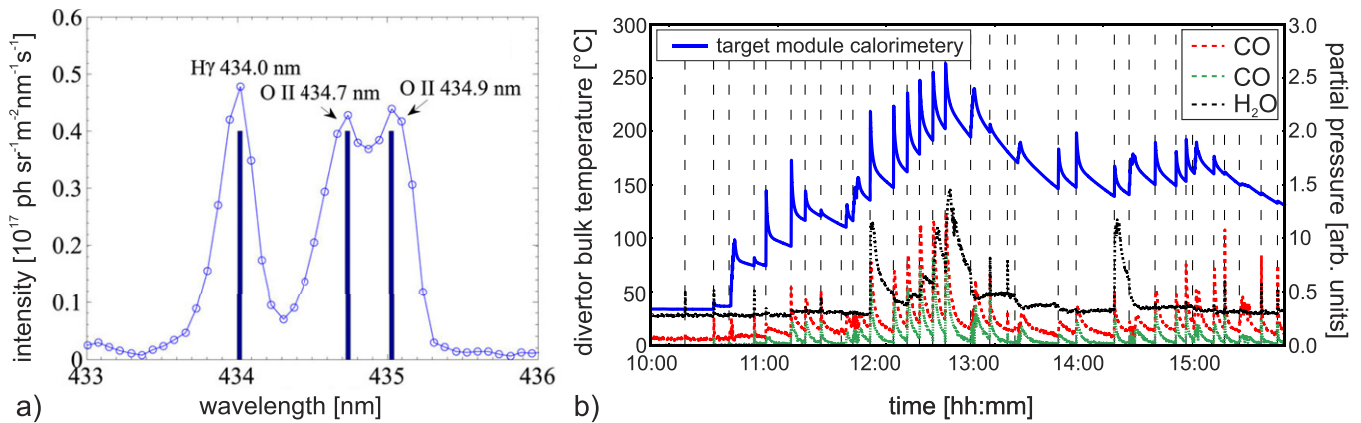 0.6
0.5
0.4
0.3
0.2
0.1
0
intensity [10¹⁷ ph sr⁻¹m⁻²nm⁻¹s⁻¹]
Hγ 434.0 nm
O II 434.7 nm
O II 434.9 nm
433 434 435 436
wavelength [nm]
a)
300
250
200
150
100
50
0
divertor bulk temperature [°C]
target module calorimetery
CO
CO
H₂O
3.0
2.5
2.0
1.5
10
0.5
0.0
partial pressure [arb. units]
10:00 11:00 12:00 13:00 14:00 15:00
time [hh:mm]
b)